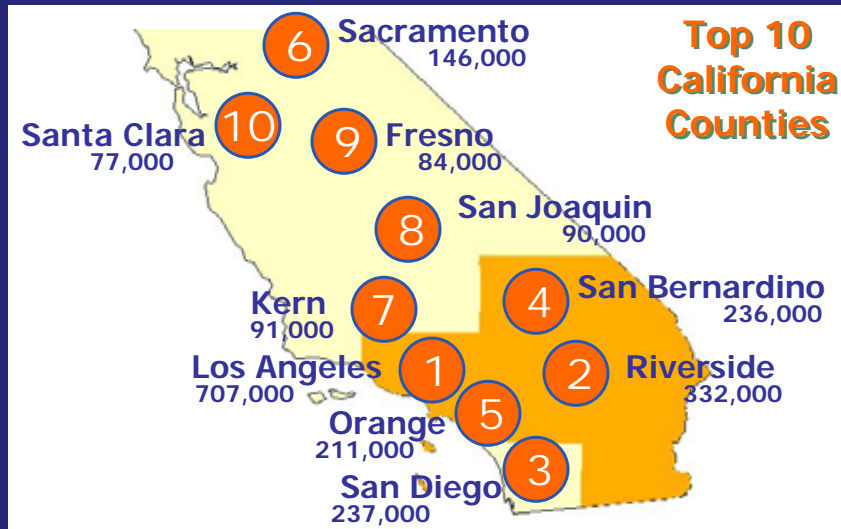 Top 10
California
Counties
6
Sacramento
146,000
10
Santa Clara
77,000
9
Fresno
84,000
8
San Joaquin
90,000
7
Kern
91,000
4
San Bernardino
236,000
1
Los Angeles
707,000
2
Riverside
332,000
5
Orange
211,000
3
San Diego
237,000